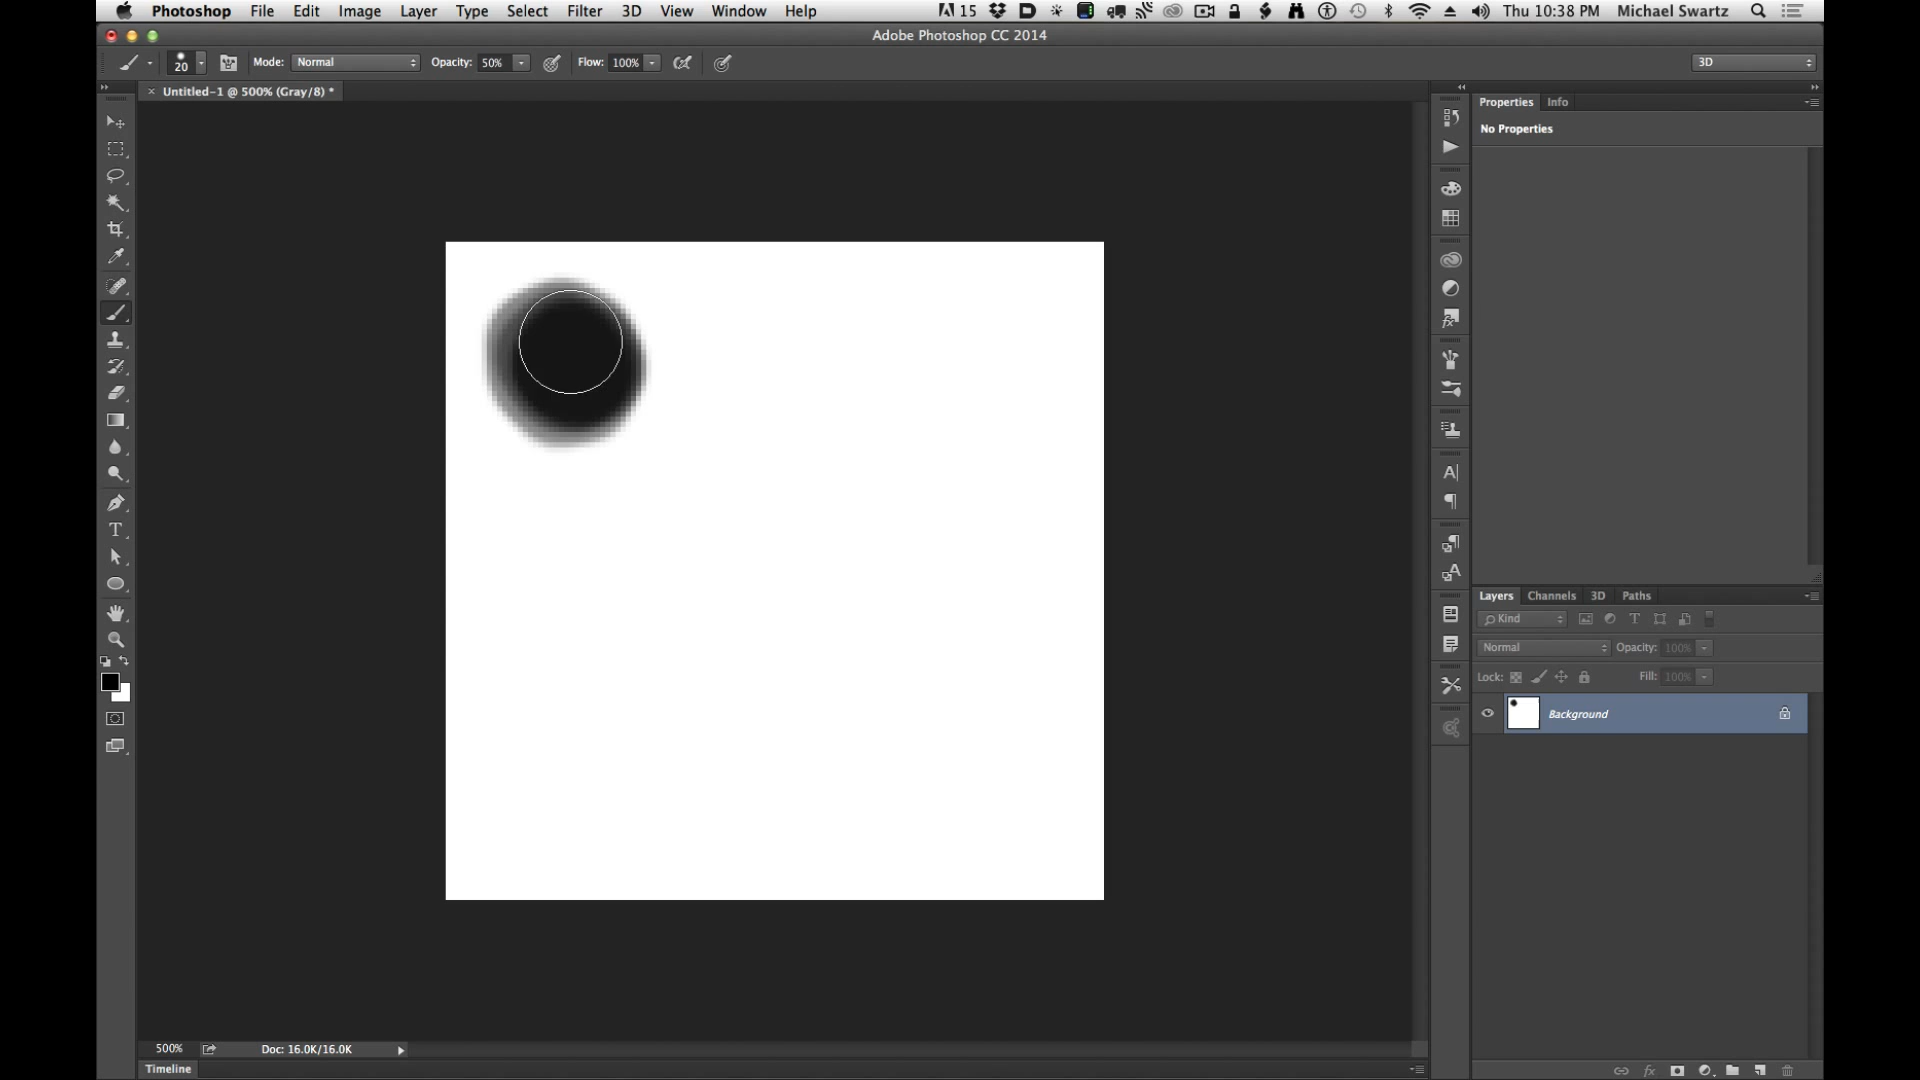 Photoshop File Edit Image Layer Type Select Filter 3D View Window Help 15 Thu 10:38 PM Michael Swartz
Adobe Photoshop CC 2014
20 Mode: Normal Opacity: 50% Flow: 100% 3D
Untitled-1 @ 500% (Gray/8) *
Properties Info
No Properties
Layers Channels 3D Paths
Kind
Normal Opacity: 100%
Lock: Fill: 100%
Background
500% Doc: 16.0K/16.0K
Timeline